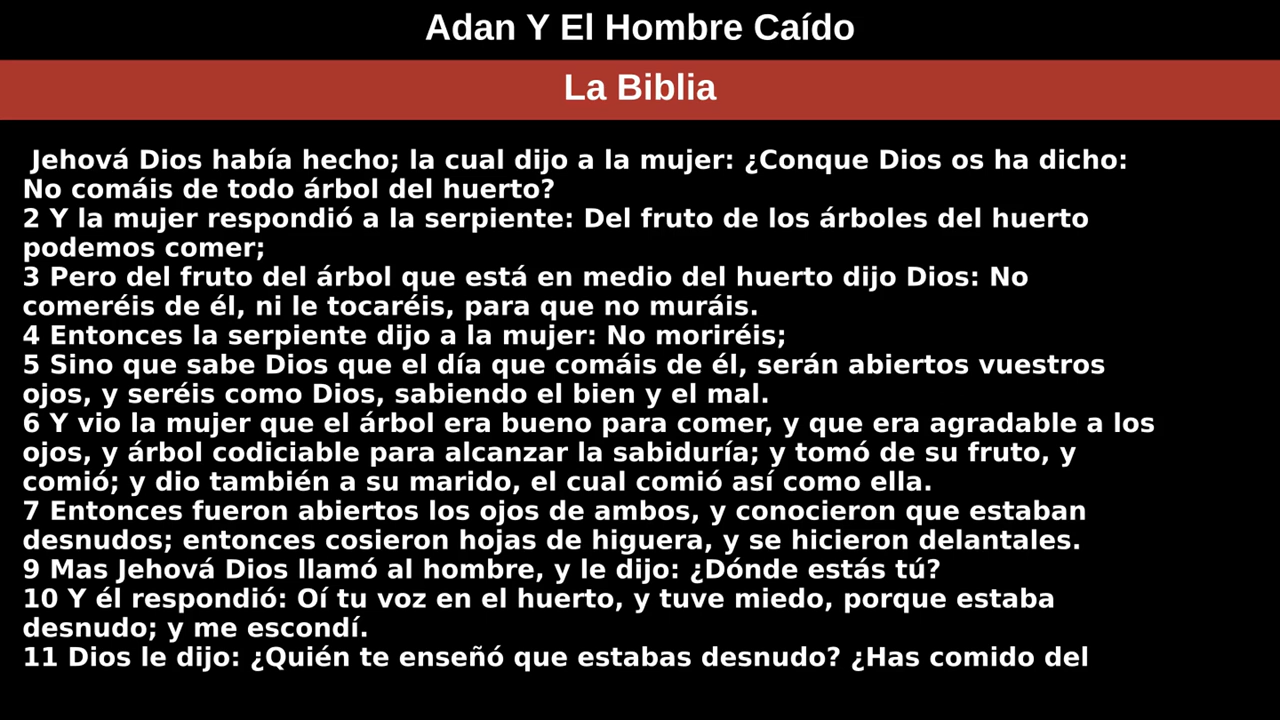 Adan Y El Hombre Caído
La Biblia
Jehová Dios había hecho; la cual dijo a la mujer: ¿Conque Dios os ha dicho:
No comáis de todo árbol del huerto?
2 Y la mujer respondió a la serpiente: Del fruto de los árboles del huerto
podemos comer;
3 Pero del fruto del árbol que está en medio del huerto dijo Dios: No
comeréis de él, ni le tocaréis, para que no muráis.
4 Entonces la serpiente dijo a la mujer: No moriréis;
5 Sino que sabe Dios que el día que comáis de él, serán abiertos vuestros
ojos, y seréis como Dios, sabiendo el bien y el mal.
6 Y vio la mujer que el árbol era bueno para comer, y que era agradable a los
ojos, y árbol codiciable para alcanzar la sabiduría; y tomó de su fruto, y
comió; y dio también a su marido, el cual comió así como ella.
7 Entonces fueron abiertos los ojos de ambos, y conocieron que estaban
desnudos; entonces cosieron hojas de higuera, y se hicieron delantales.
9 Mas Jehová Dios llamó al hombre, y le dijo: ¿Dónde estás tú?
10 Y él respondió: Oí tu voz en el huerto, y tuve miedo, porque estaba
desnudo; y me escondí.
11 Dios le dijo: ¿Quién te enseñó que estabas desnudo? ¿Has comido del